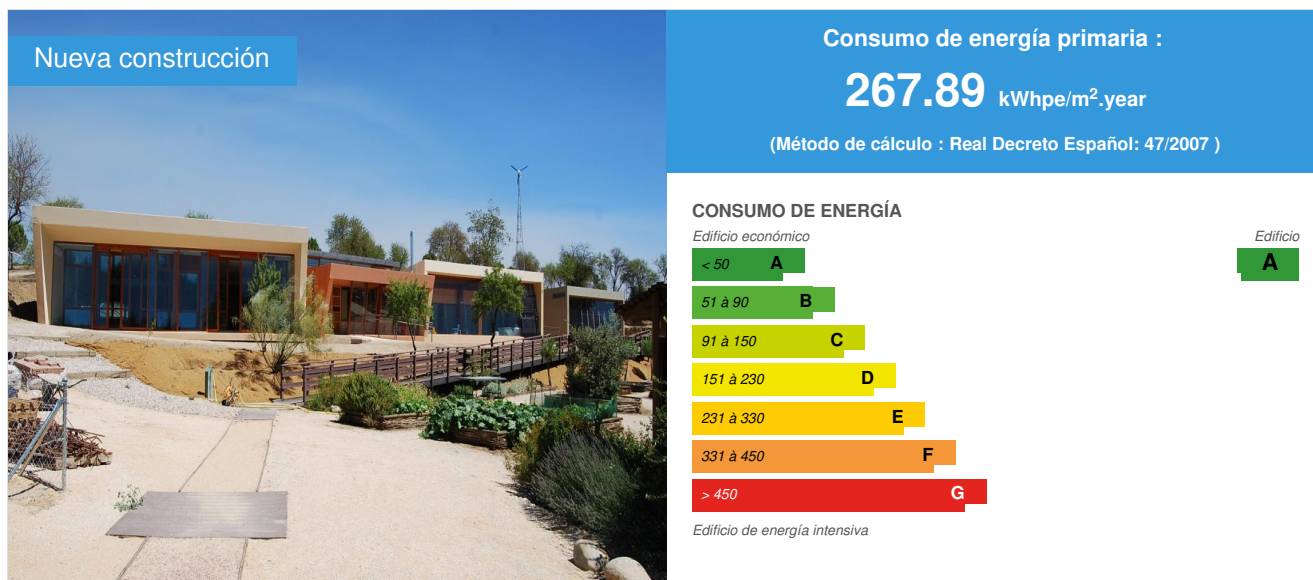 Nueva construcción
Consumo de energía primaria :
267.89 kWhpe/m².year
(Método de cálculo : Real Decreto Español: 47/2007 )
CONSUMO DE ENERGÍA
Edificio económico
Edificio
< 50 A
A
51 à 90 B
91 à 150 C
151 à 230 D
231 à 330 E
331 à 450 F
> 450 G
Edificio de energía intensiva